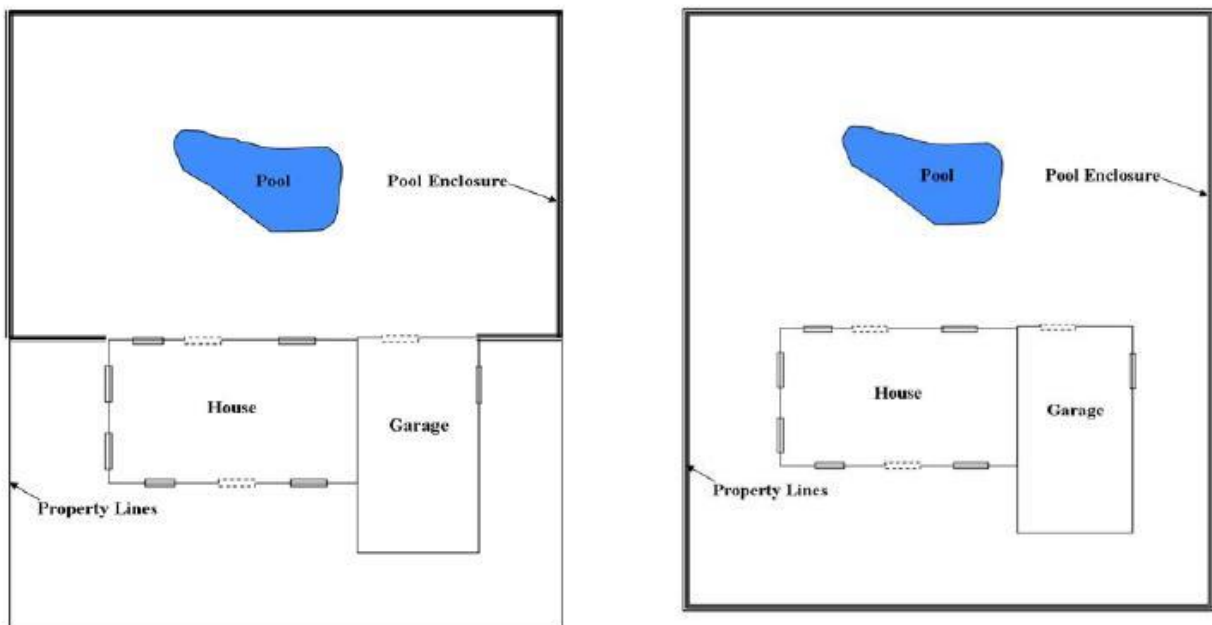 Pool
Pool Enclosure
House
Garage
Property Lines
Pool
Pool Enclosure
House
Garage
Property Lines